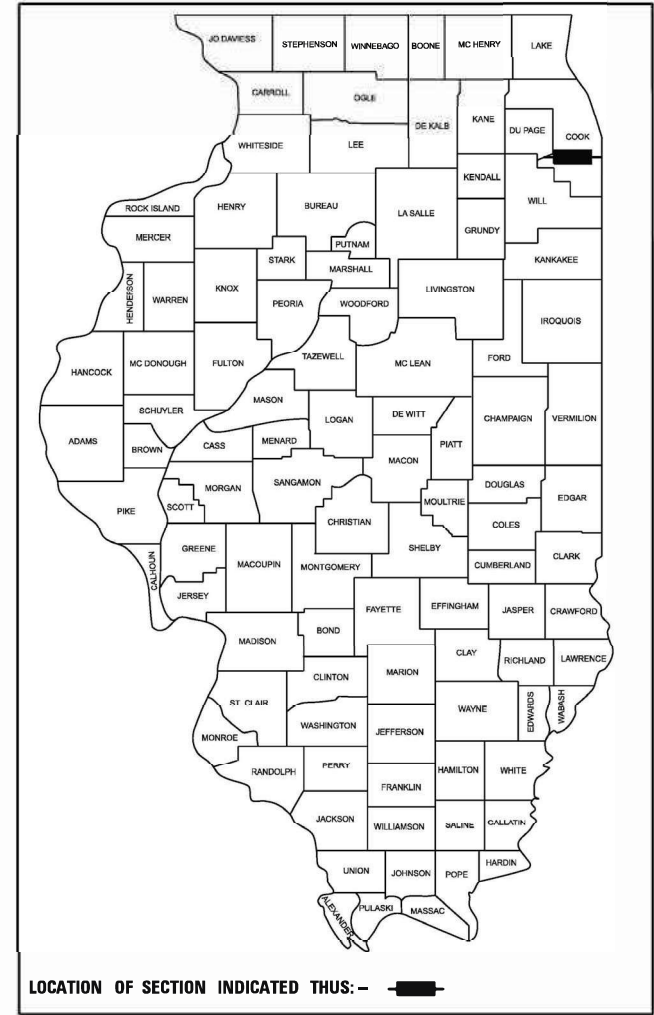 JO DAVIESS
STEPHENSON
WINNEBAGO
BOONE
MC HENRY
LAKE
CARROLL
OGLE
DE KALB
KANE
DU PAGE
COOK
WHITESIDE
LEE
KENDALL
WILL
ROCK ISLAND
HENRY
BUREAU
LA SALLE
GRUNDY
MERCER
PUTNAM
STARK
MARSHALL
KANKAKEE
HENDERSON
WARREN
KNOX
PEORIA
WOODFORD
LIVINGSTON
IROQUOIS
HANCOCK
MC DONOUGH
FULTON
TAZEWELL
MC LEAN
FORD
SCHUYLER
MASON
LOGAN
DE WITT
CHAMPAIGN
VERMILION
ADAMS
BROWN
CASS
MENARD
PIATT
MACON
MORGAN
SANGAMON
DOUGLAS
EDGAR
PIKE
SCOTT
CHRISTIAN
MOULTRIE
COLES
CALHOUN
GREENE
MACOUPIN
MONTGOMERY
SHELBY
CUMBERLAND
CLARK
JERSEY
FAYETTE
EFFINGHAM
JASPER
CRAWFORD
MADISON
BOND
CLAY
RICHLAND
LAWRENCE
CLINTON
MARION
ST. CLAIR
WAYNE
EDWARDS
WABASH
MONROE
WASHINGTON
JEFFERSON
RANDOLPH
PERRY
HAMILTON
WHITE
FRANKLIN
JACKSON
WILLIAMSON
SALINE
GALLATIN
UNION
JOHNSON
POPE
HARDIN
ALEXANDER
PULASKI
MASSAC
LOCATION OF SECTION INDICATED THUS: –